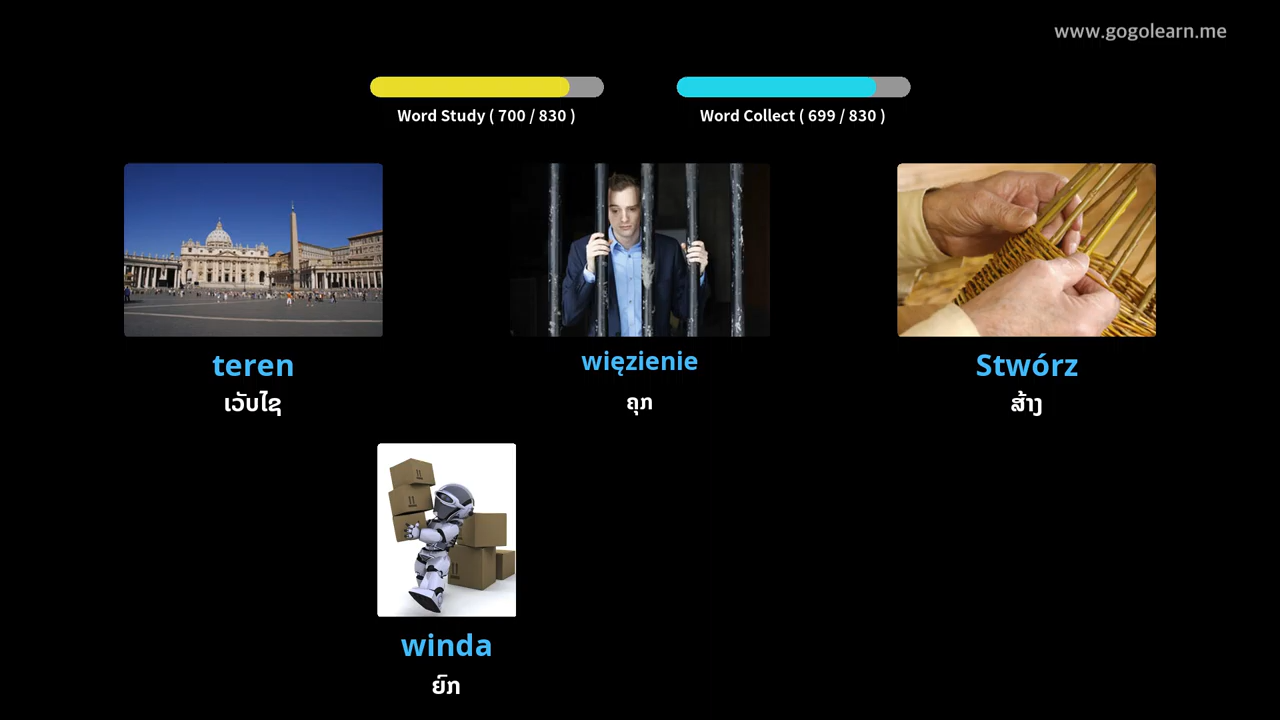 www.gogolearn.me
Word Study ( 700 / 830 )
Word Collect ( 699 / 830 )
teren
ເວັບໄຊ
więzienie
ຄຸກ
Stwórz
ສ້າງ
winda
ຍົກ